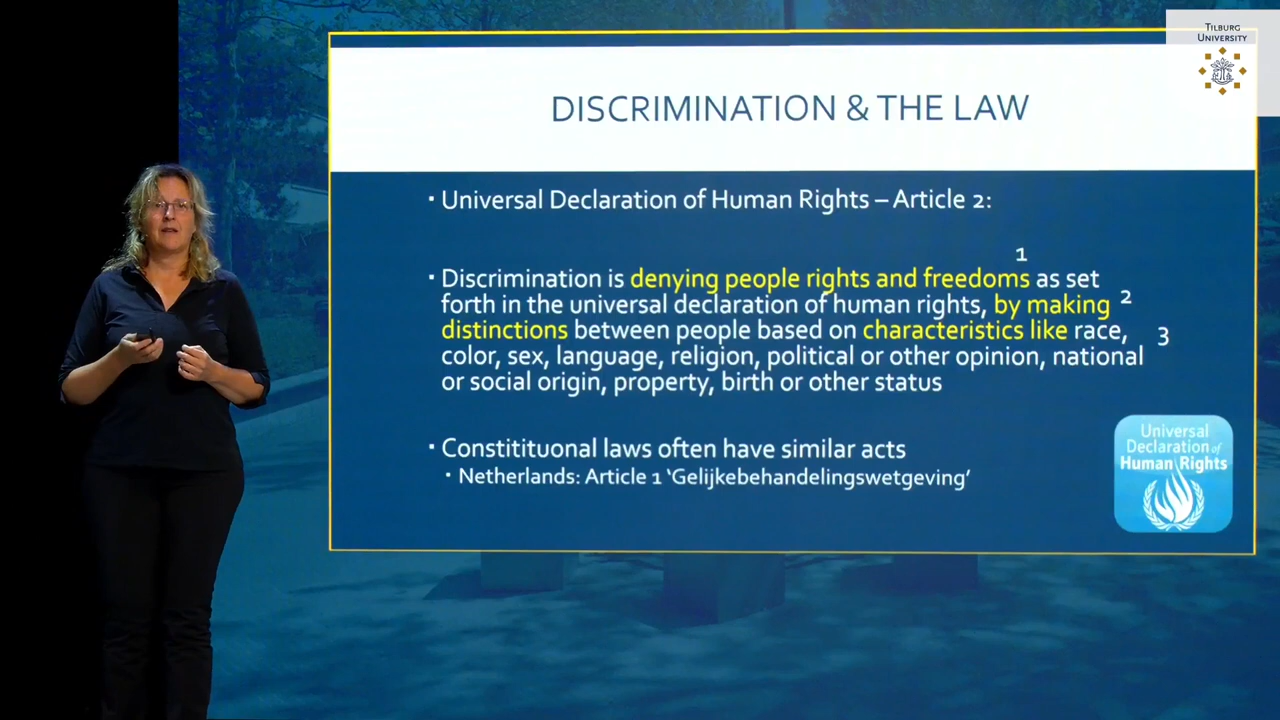 TILBURG
UNIVERSITY
DISCRIMINATION & THE LAW
▪ Universal Declaration of Human Rights – Article 2:
1
▪ Discrimination is denying people rights and freedoms as set
forth in the universal declaration of human rights, by making 2
distinctions between people based on characteristics like race, 3
color, sex, language, religion, political or other opinion, national
or social origin, property, birth or other status
▪ Constitituonal laws often have similar acts
▪ Netherlands: Article 1 ‘Gelijkebehandelingswetgeving’
Universal
Declaration of
Human Rights